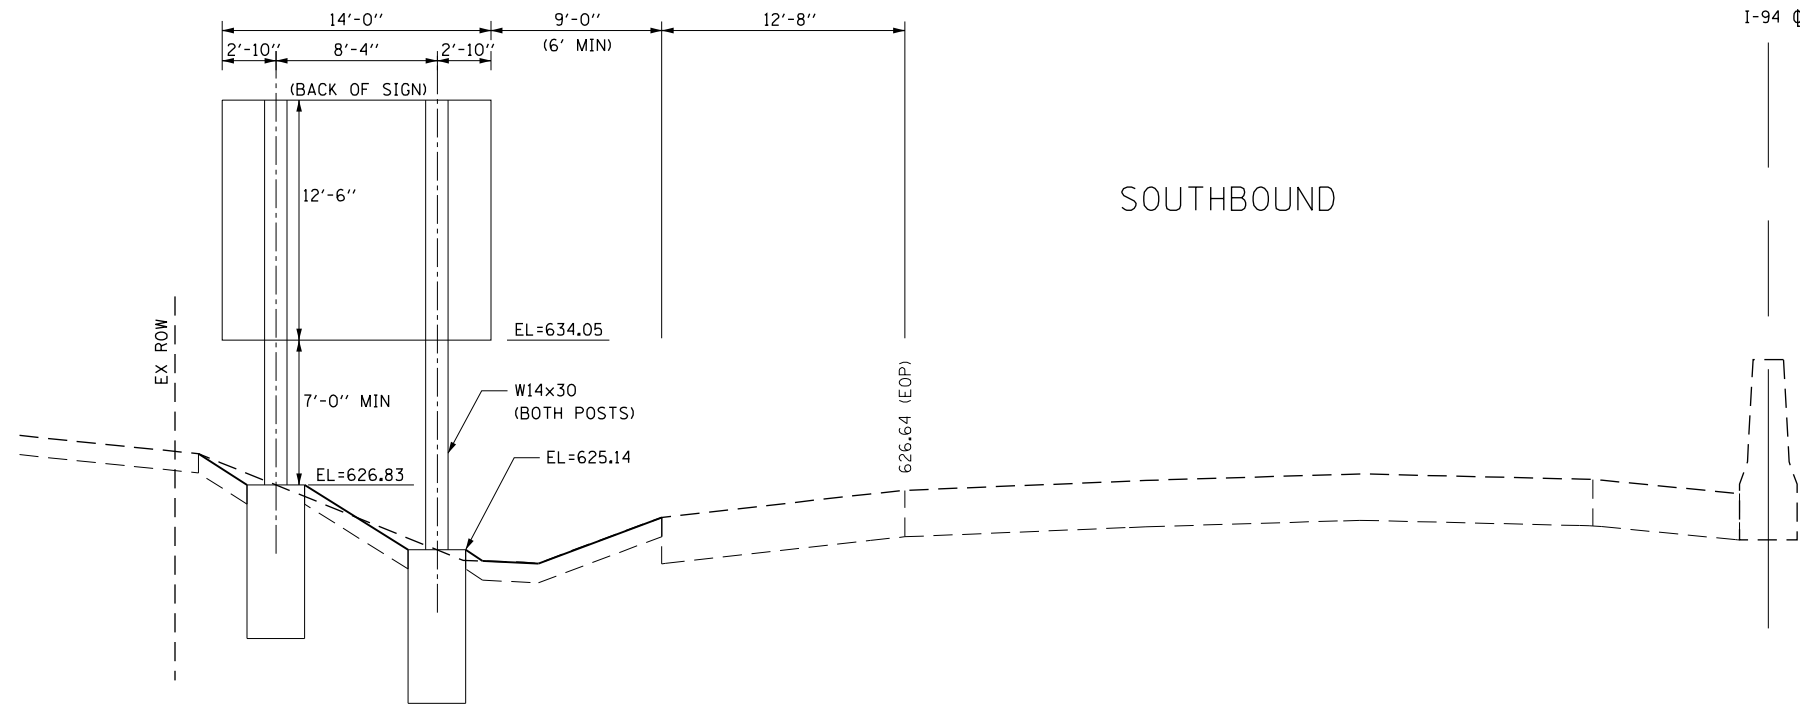 I-94 ℄
14'-0" 9'-0" 12'-8"
2'-10" 8'-4" 2'-10" (6' MIN)
(BACK OF SIGN)
12'-6"
SOUTHBOUND
EL=634.05
EX ROW
7'-0" MIN
W14x30
(BOTH POSTS)
626.64 (EOP)
EL=625.14
EL=626.83